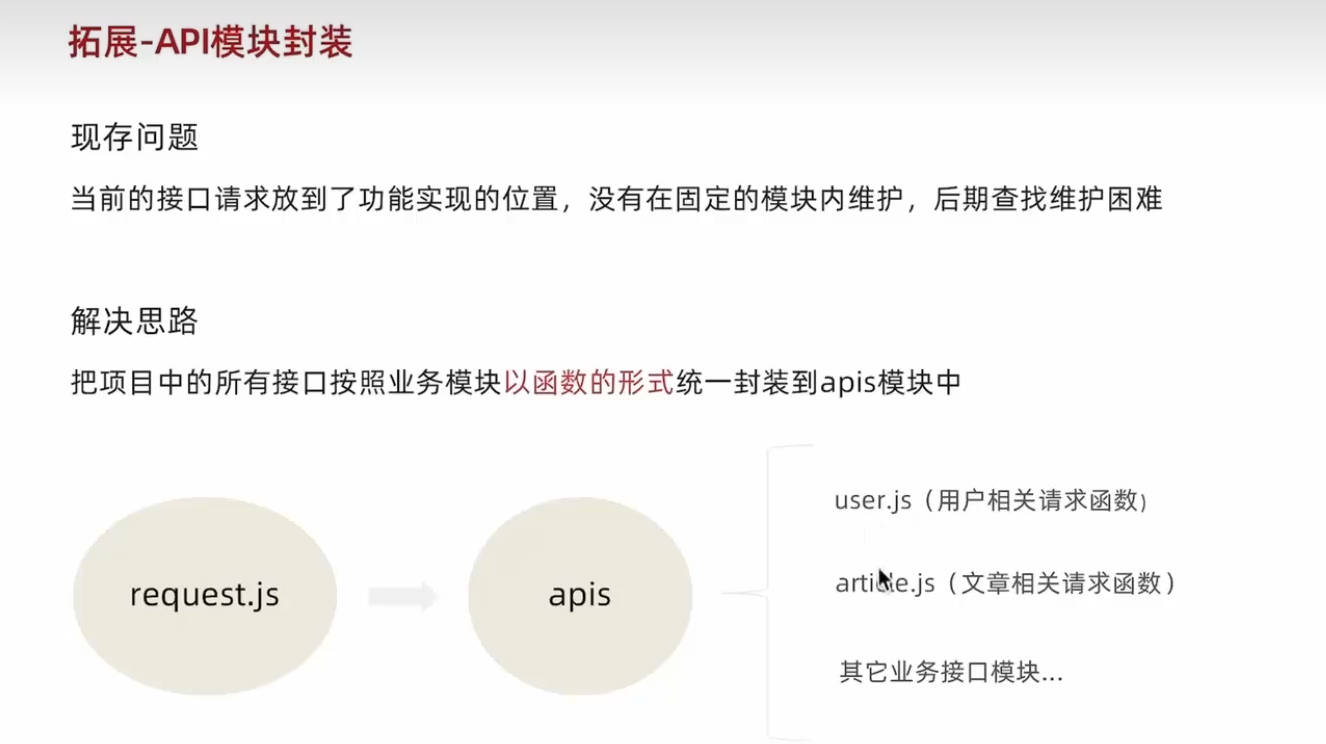 拓展-API模块封装
现存问题
当前的接口请求放到了功能实现的位置，没有在固定的模块内维护，后期查找维护困难
解决思路
把项目中的所有接口按照业务模块以函数的形式统一封装到apis模块中
request.js
apis
user.js（用户相关请求函数）
article.js（文章相关请求函数）
其它业务接口模块...